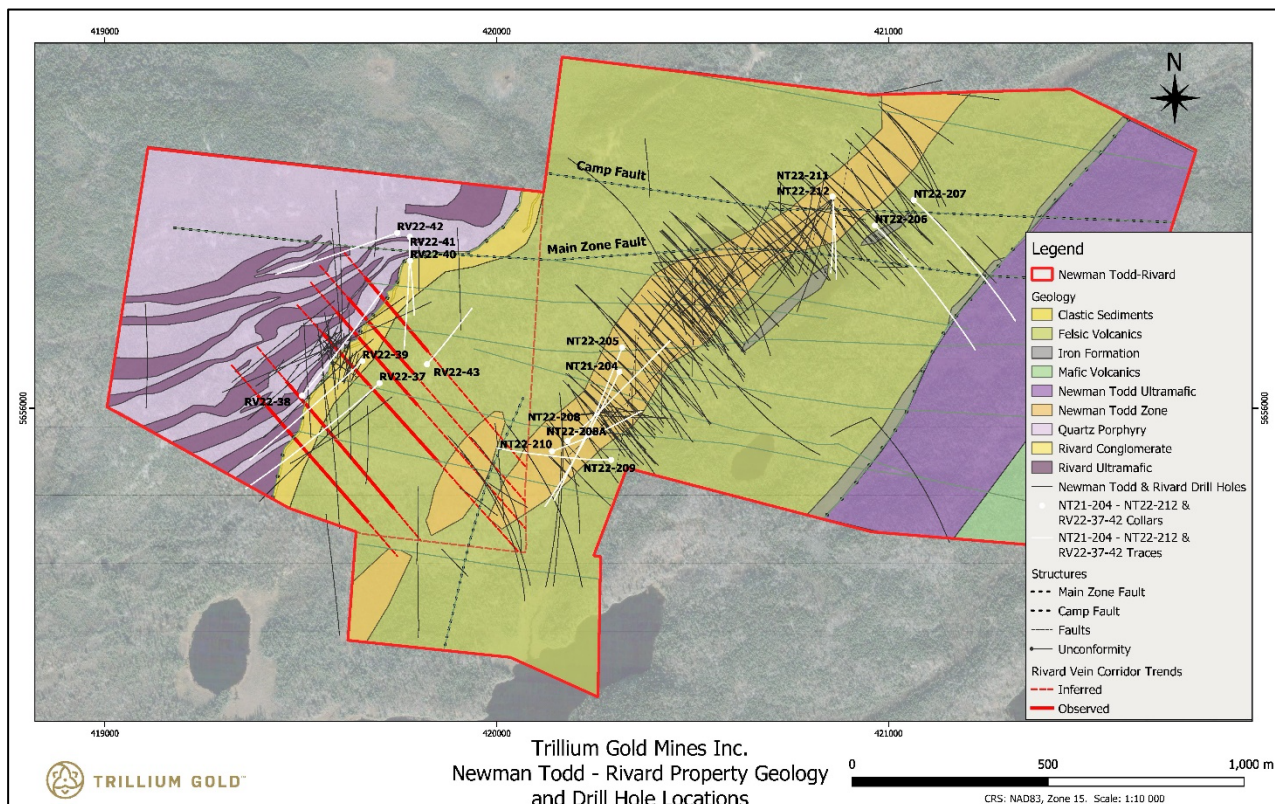 419000
420000
421000
N
Camp Fault
Main Zone Fault
NT22-211
NT22-212
NT22-207
NT22-206
RV22-42
RV22-41
RV22-40
NT22-205
NT21-204
RV22-39
RV22-37
RV22-43
RV22-38
NT22-208
NT22-208A
NT22-210
NT22-209
5656000
5656000
Legend
Newman Todd-Rivard
Geology
Clastic Sediments
Felsic Volcanics
Iron Formation
Mafic Volcanics
Newman Todd Ultramafic
Newman Todd Zone
Quartz Porphyry
Rivard Conglomerate
Rivard Ultramafic
Newman Todd & Rivard Drill Holes
NT21-204 - NT22-212 &
RV22-37-42 Collars
NT21-204 - NT22-212 &
RV22-37-42 Traces
Structures
Main Zone Fault
Camp Fault
Faults
Unconformity
Rivard Vein Corridor Trends
Inferred
Observed
419000
420000
421000
TRILLIUM GOLD™
Trillium Gold Mines Inc.
Newman Todd - Rivard Property Geology
and Drill Hole Locations
0 500 1,000 m
CRS: NAD83, Zone 15. Scale: 1:10 000